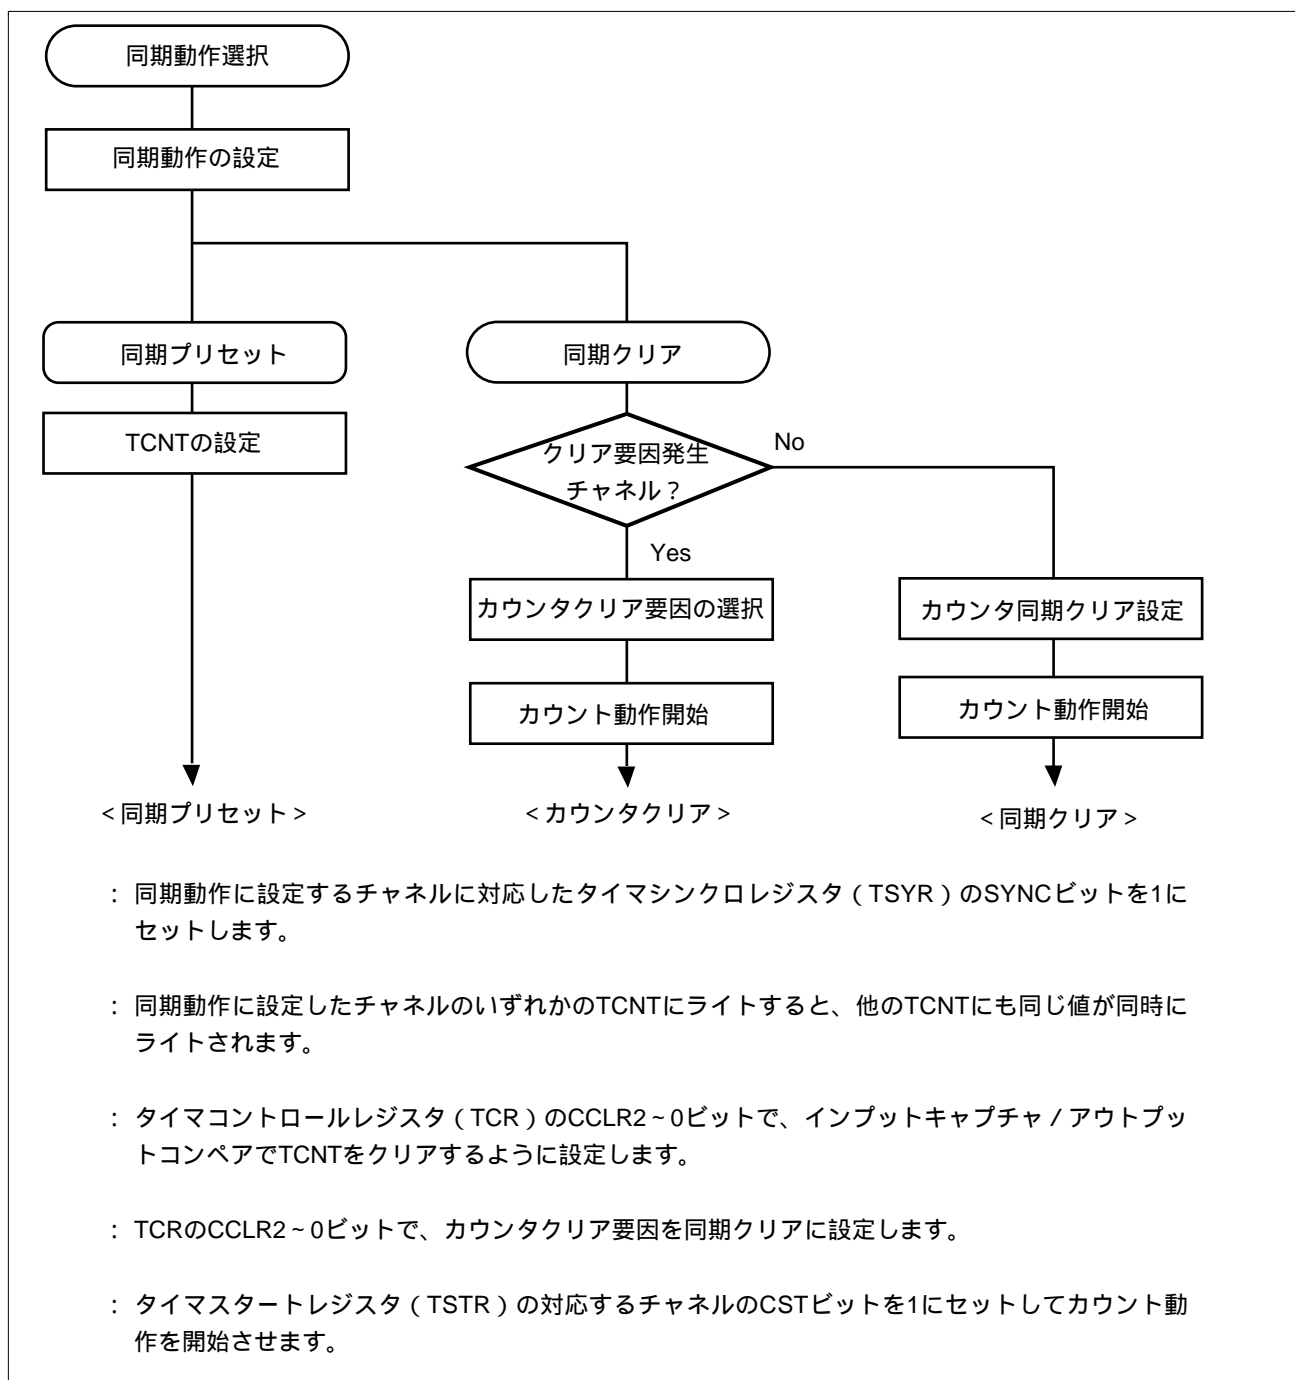 同期動作選択
同期動作の設定
同期プリセット
同期クリア
TCNTの設定
クリア要因発生
チャネル？
No
Yes
カウンタクリア要因の選択
カウンタ同期クリア設定
カウント動作開始
カウント動作開始
＜同期プリセット＞
＜カウンタクリア＞
＜同期クリア＞
： 同期動作に設定するチャネルに対応したタイマシンクロレジスタ（TSYR）のSYNCビットを1に
セットします。
： 同期動作に設定したチャネルのいずれかのTCNTにライトすると、他のTCNTにも同じ値が同時に
ライトされます。
： タイマコントロールレジスタ（TCR）のCCLR2～0ビットで、インプットキャプチャ／アウトプッ
トコンペアでTCNTをクリアするように設定します。
： TCRのCCLR2～0ビットで、カウンタクリア要因を同期クリアに設定します。
： タイマスタートレジスタ（TSTR）の対応するチャネルのCSTビットを1にセットしてカウント動
作を開始させます。